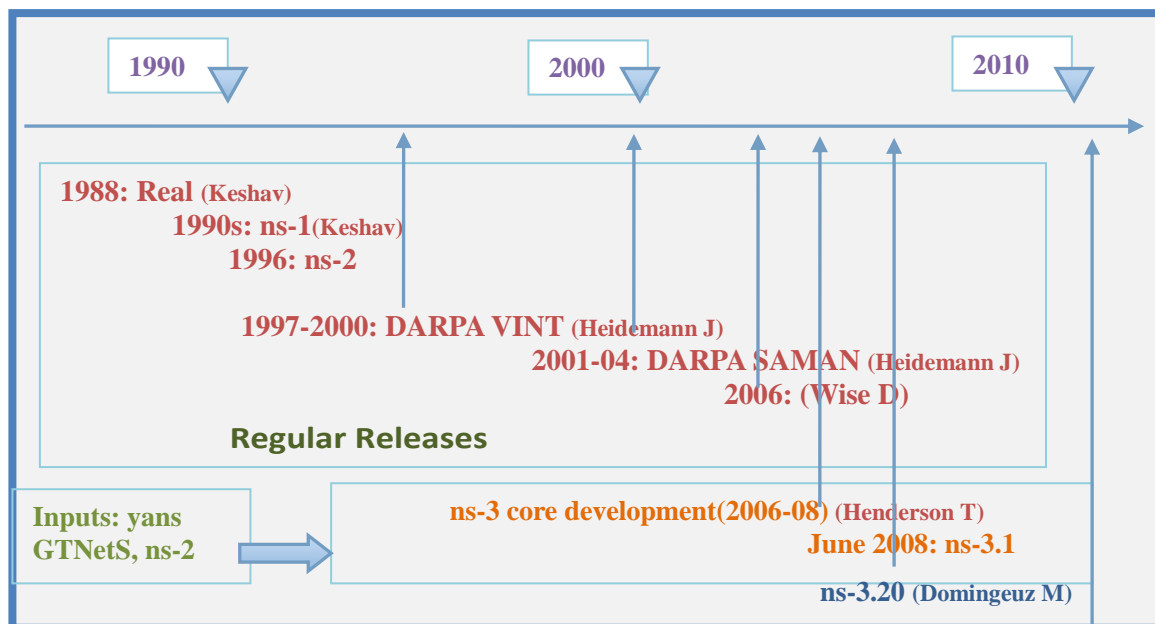 1990
2000
2010
1988: Real (Keshav)
1990s: ns-1(Keshav)
1996: ns-2
1997-2000: DARPA VINT (Heidemann J)
2001-04: DARPA SAMAN (Heidemann J)
2006: (Wise D)
Regular Releases
Inputs: yans
GTNetS, ns-2
ns-3 core development(2006-08) (Henderson T)
June 2008: ns-3.1
ns-3.20 (Domingeuz M)